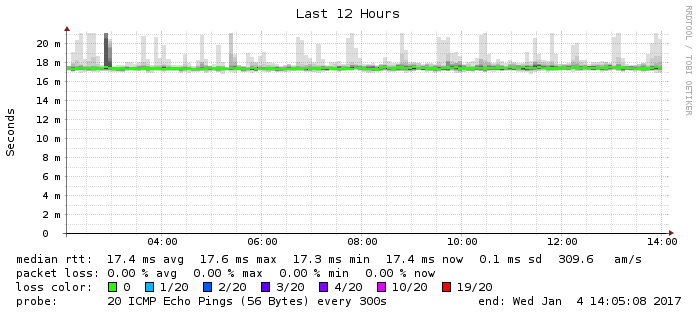 Last 12 Hours
RRDTOOL / TOBI OETIKER
Seconds
20 m
18 m
16 m
14 m
12 m
10 m
8 m
6 m
4 m
2 m
0
04:00 06:00 08:00 10:00 12:00 14:00
median rtt: 17.4 ms avg 17.6 ms max 17.3 ms min 17.4 ms now 0.1 ms sd 309.6 am/s
packet loss: 0.00 % avg 0.00 % max 0.00 % min 0.00 % now
loss color: 0 1/20 2/20 3/20 4/20 10/20 19/20
probe: 20 ICMP Echo Pings (56 Bytes) every 300s end: Wed Jan 4 14:05:08 2017